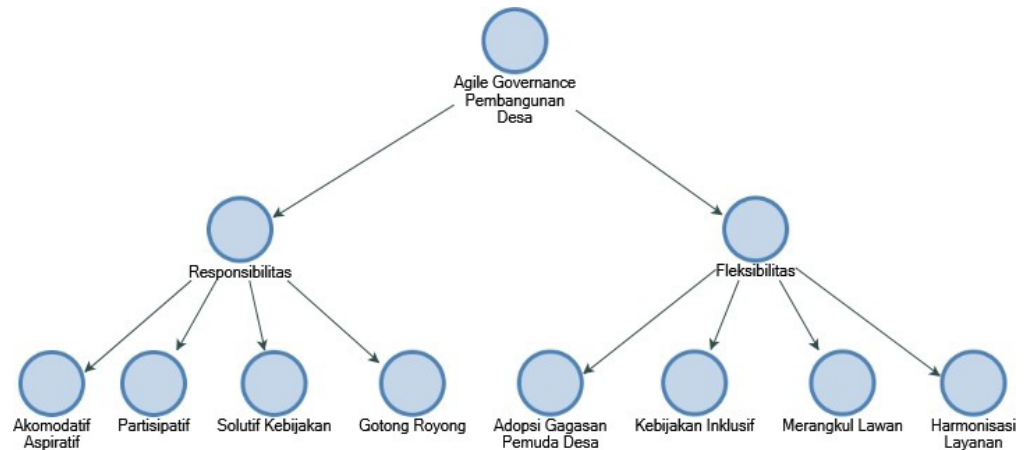 Agile Governance
Pembangunan
Desa
Responsibilitas
Fleksibilitas
Akomodatif
Aspiratif
Partisipatif
Solutif Kebijakan
Gotong Royong
Adopsi Gagasan
Pemuda Desa
Kebijakan Inklusif
Merangkul Lawan
Harmonisasi
Layanan